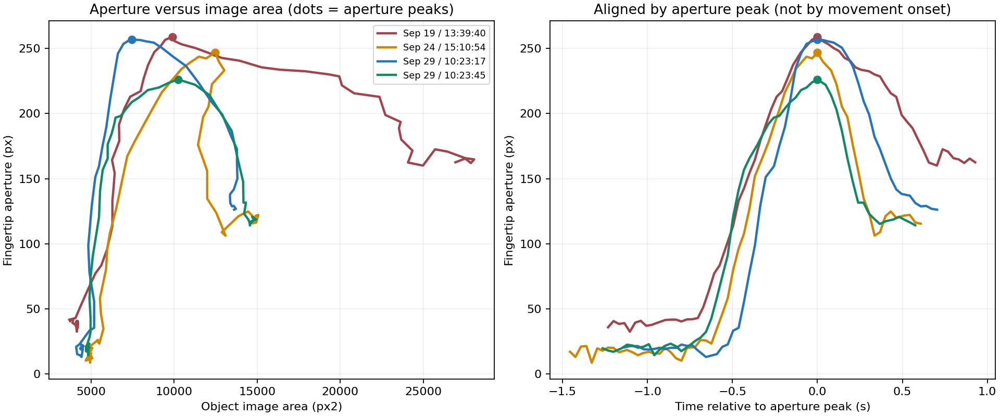 Aperture versus image area (dots = aperture peaks)
Fingertip aperture (px)
250
200
150
100
50
0
Sep 19 / 13:39:40
Sep 24 / 15:10:54
Sep 29 / 10:23:17
Sep 29 / 10:23:45
5000
10000
15000
20000
25000
Object image area (px2)
Aligned by aperture peak (not by movement onset)
Fingertip aperture (px)
250
200
150
100
50
0
−1.5
−1.0
−0.5
0.0
0.5
1.0
Time relative to aperture peak (s)